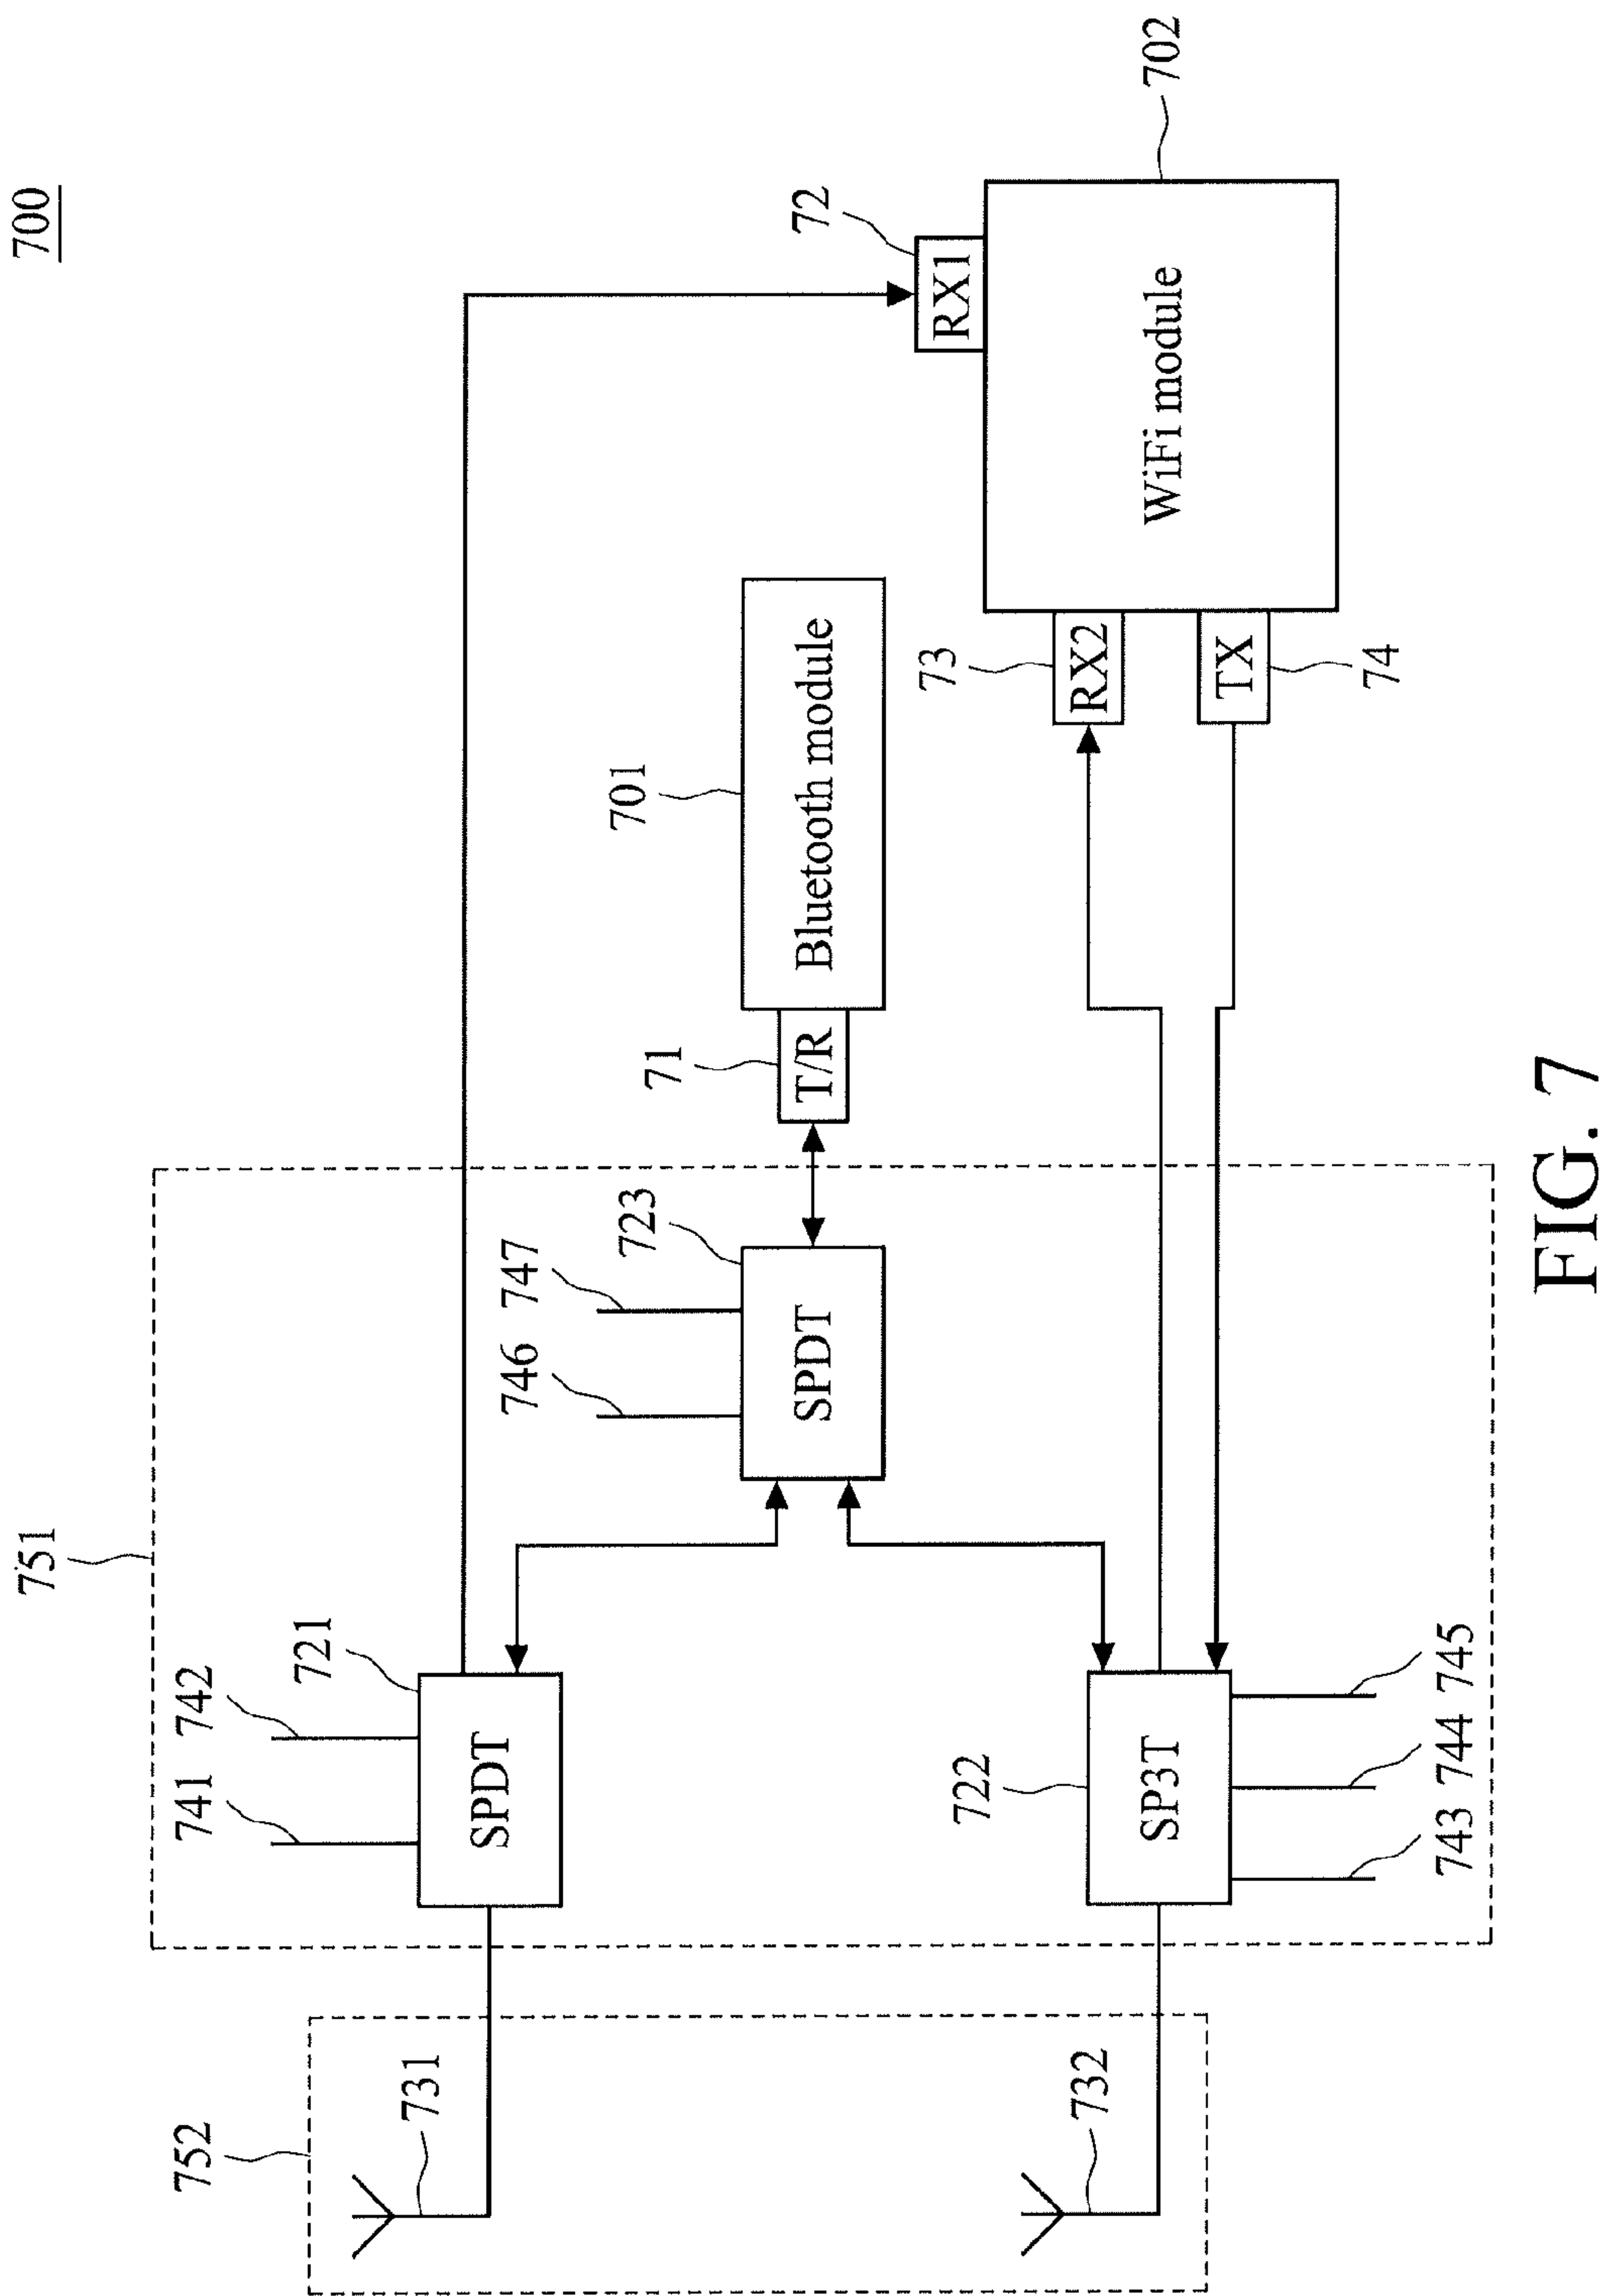 700
751
752
731
732
741
742
721
SPDT
746
747
723
SPDT
71
T/R
701
Bluetooth module
72
RX1
702
WiFi module
73
RX2
TX
74
722
SP3T
743
744
745
FIG. 7